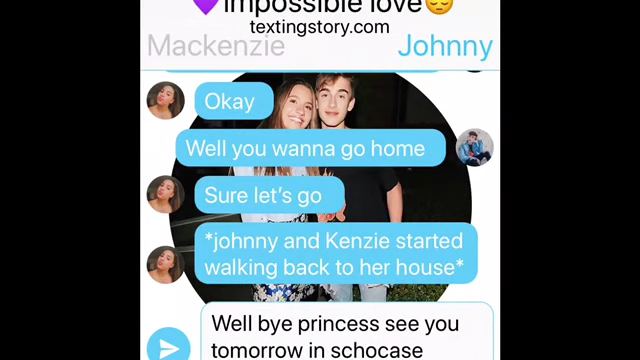 💜impossible love😔
textingstory.com
Mackenzie Johnny
Okay
Well you wanna go home
Sure let's go
*johnny and Kenzie started
walking back to her house*
Well bye princess see you
tomorrow in schocase